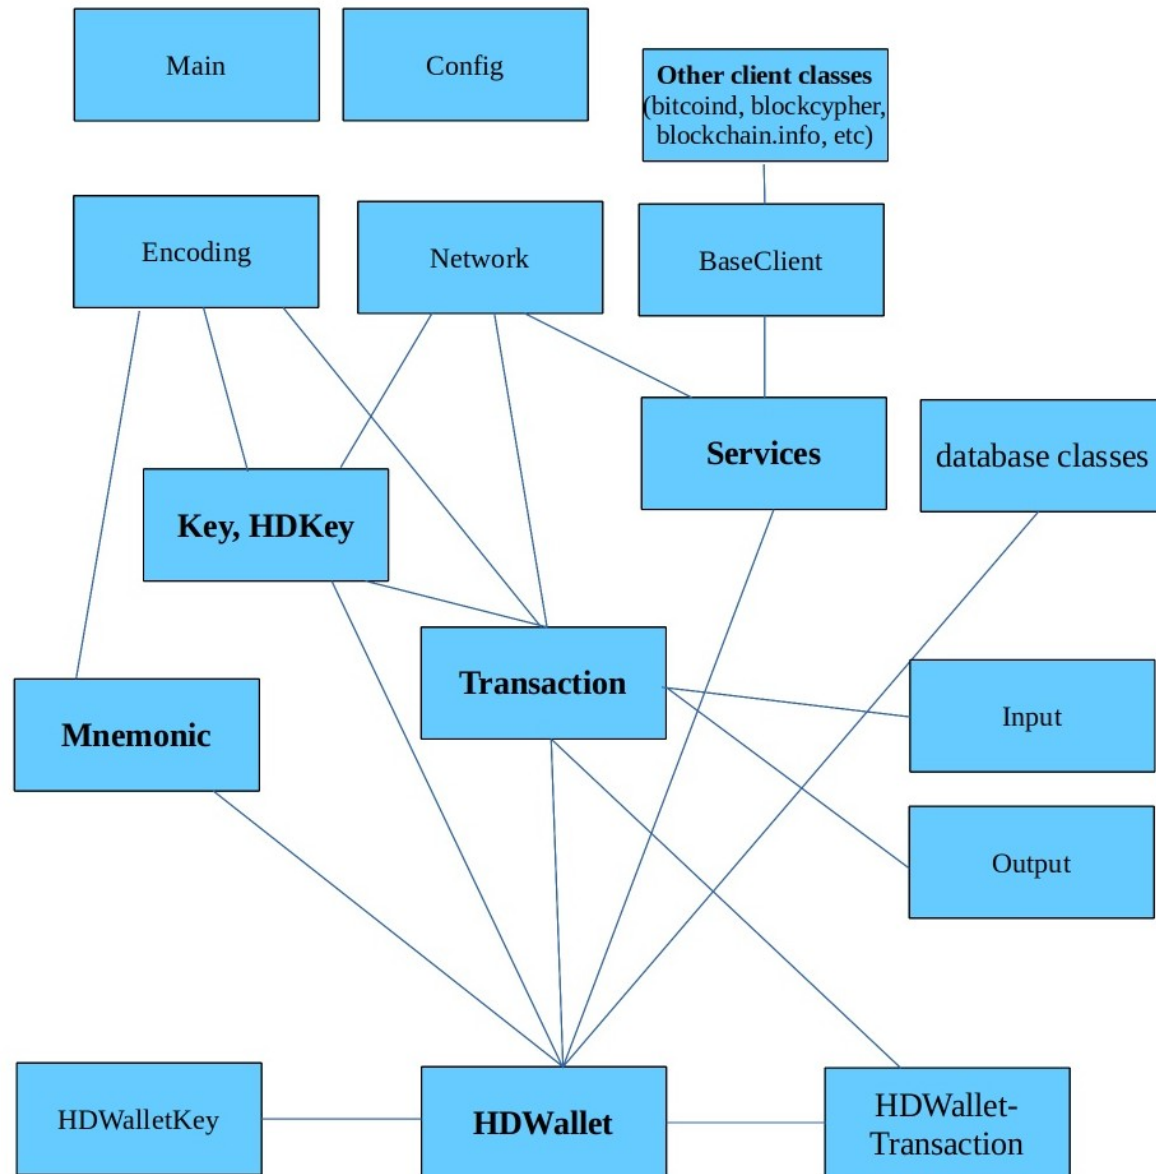 Main
Config
Other client classes
(bitcoind, blockcypher,
blockchain.info, etc)
Encoding
Network
BaseClient
Services
database classes
Key, HDKey
Transaction
Mnemonic
Input
Output
HDWalletKey
HDWallet
HDWallet-
Transaction